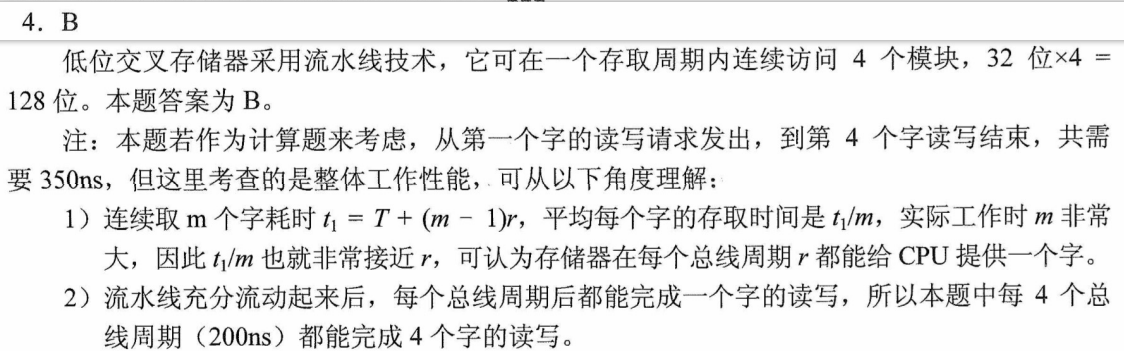 4. B
低位交叉存储器采用流水线技术，它可在一个存取周期内连续访问 4 个模块，32 位×4 =
128 位。本题答案为 B。
注：本题若作为计算题来考虑，从第一个字的读写请求发出，到第 4 个字读写结束，共需
要 350ns，但这里考查的是整体工作性能，可从以下角度理解：
1）连续取 m 个字耗时 t₁ = T + (m − 1)r，平均每个字的存取时间是 t₁/m，实际工作时 m 非常
大，因此 t₁/m 也就非常接近 r，可认为存储器在每个总线周期 r 都能给 CPU 提供一个字。
2）流水线充分流动起来后，每个总线周期后都能完成一个字的读写，所以本题中每 4 个总
线周期（200ns）都能完成 4 个字的读写。